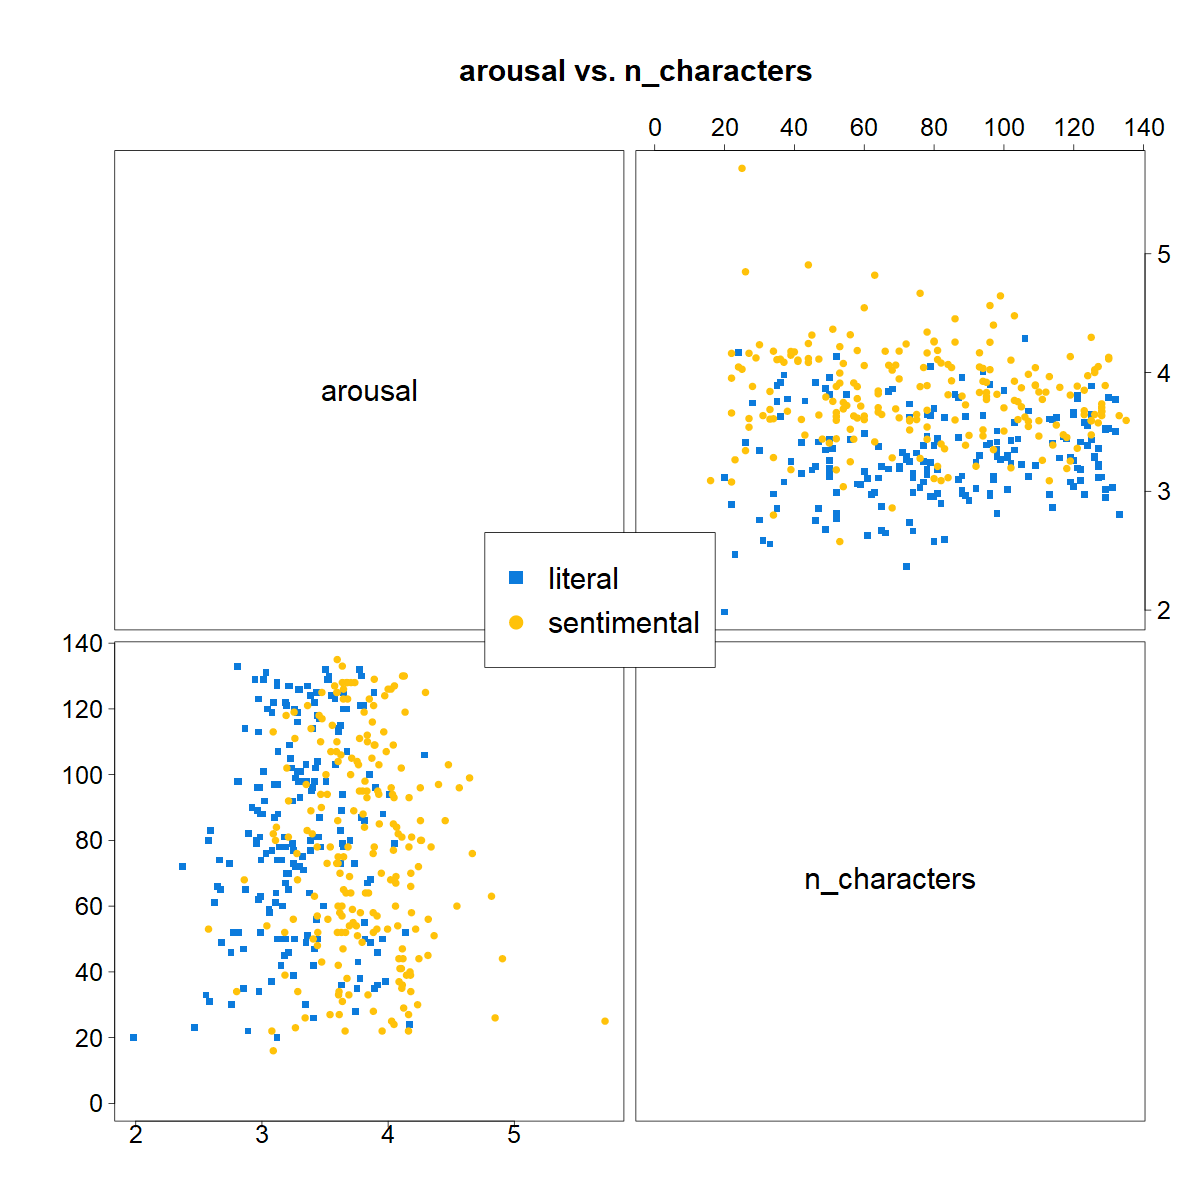 arousal vs. n_characters
0 20 40 60 80 100 120 140
arousal
5
4
3
2
literal
sentimental
140
120
100
80
60
40
20
0
n_characters
2 3 4 5